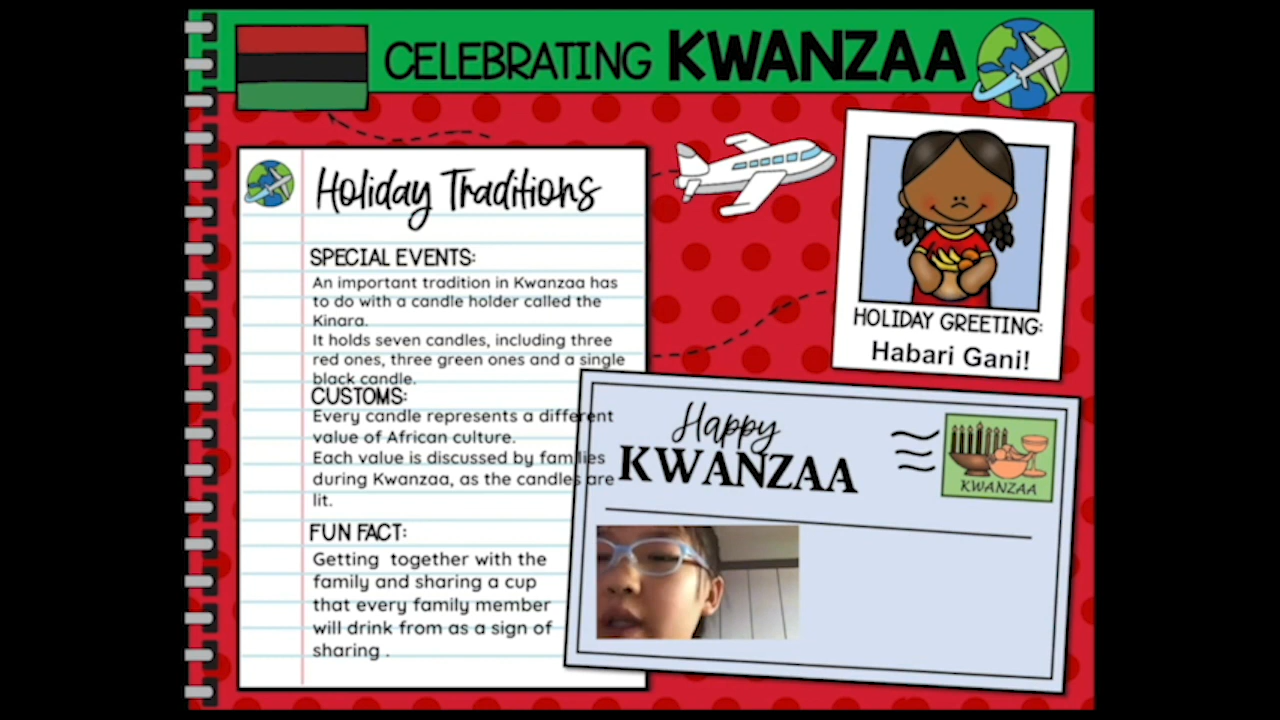 CELEBRATING KWANZAA
Holiday Traditions
SPECIAL EVENTS:
An important tradition in Kwanzaa has
to do with a candle holder called the
Kinara.
It holds seven candles, including three
red ones, three green ones and a single
black candle.
CUSTOMS:
Every candle represents a different
value of African culture.
Each value is discussed by families
during Kwanzaa, as the candles are
lit.
FUN FACT:
Getting together with the
family and sharing a cup
that every family member
will drink from as a sign of
sharing .
HOLIDAY GREETING:
Habari Gani!
Happy
KWANZAA
KWANZAA